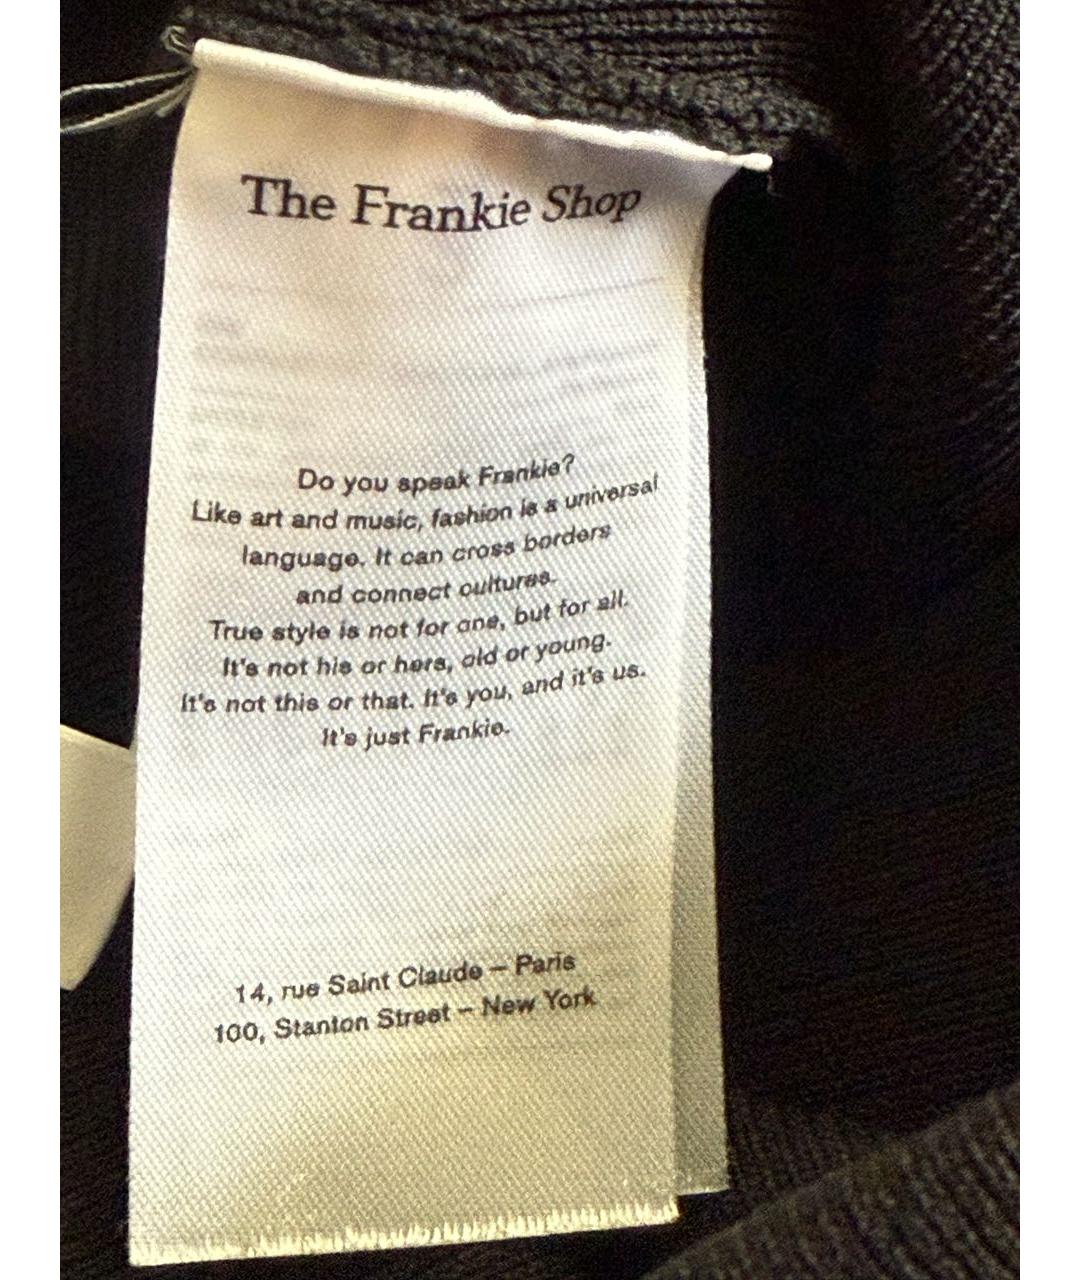 The Frankie Shop
Do you speak Frankie?
Like art and music, fashion is a universal
language. It can cross borders
and connect cultures.
True style is not for one, but for all.
It's not his or hers, old or young.
It's not this or that. It's you, and it's us.
It's just Frankie.
14, rue Saint Claude – Paris
100, Stanton Street – New York